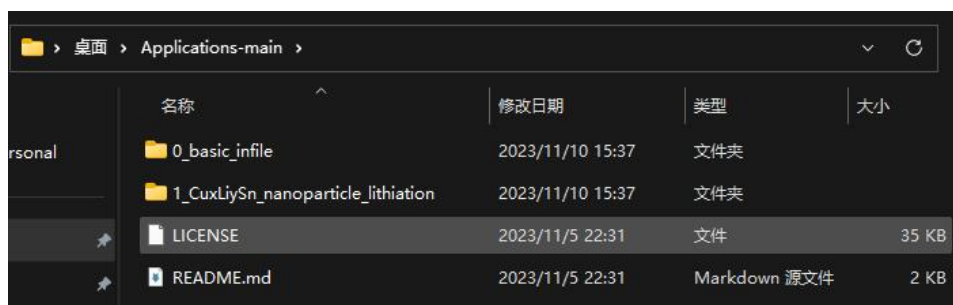 桌面 Applications-main
名称 修改日期 类型 大小
rsonal 0_basic_infile 2023/11/10 15:37 文件夹
1_CuxLiySn_nanoparticle_lithiation 2023/11/10 15:37 文件夹
LICENSE 2023/11/5 22:31 文件 35 KB
README.md 2023/11/5 22:31 Markdown 源文件 2 KB